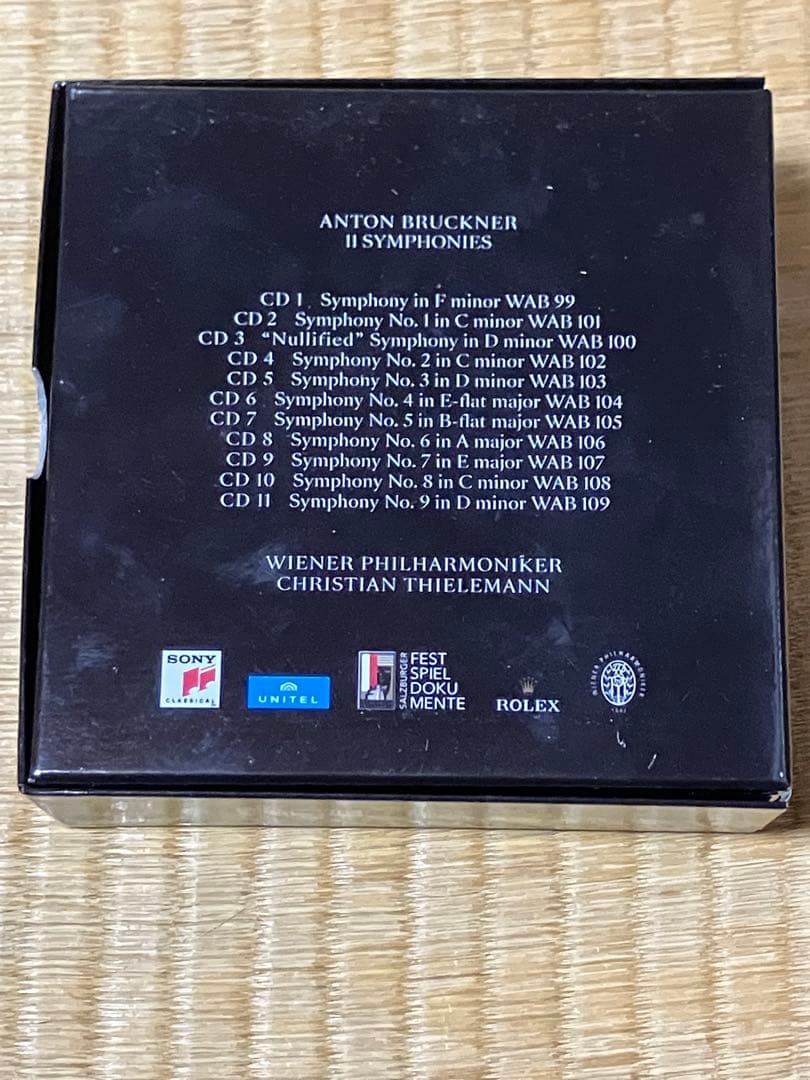 ANTON BRUCKNER
11 SYMPHONIES
CD 1 Symphony in F minor WAB 99
CD 2 Symphony No. 1 in C minor WAB 101
CD 3 “Nullified” Symphony in D minor WAB 100
CD 4 Symphony No. 2 in C minor WAB 102
CD 5 Symphony No. 3 in D minor WAB 103
CD 6 Symphony No. 4 in E-flat major WAB 104
CD 7 Symphony No. 5 in B-flat major WAB 105
CD 8 Symphony No. 6 in A major WAB 106
CD 9 Symphony No. 7 in E major WAB 107
CD 10 Symphony No. 8 in C minor WAB 108
CD 11 Symphony No. 9 in D minor WAB 109
WIENER PHILHARMONIKER
CHRISTIAN THIELEMANN
SONY
CLASSICAL
UNITEL
SALZBURGER
FEST
SPIEL
DOKU
MENTE
ROLEX
WIENER PHILHARMONIKER